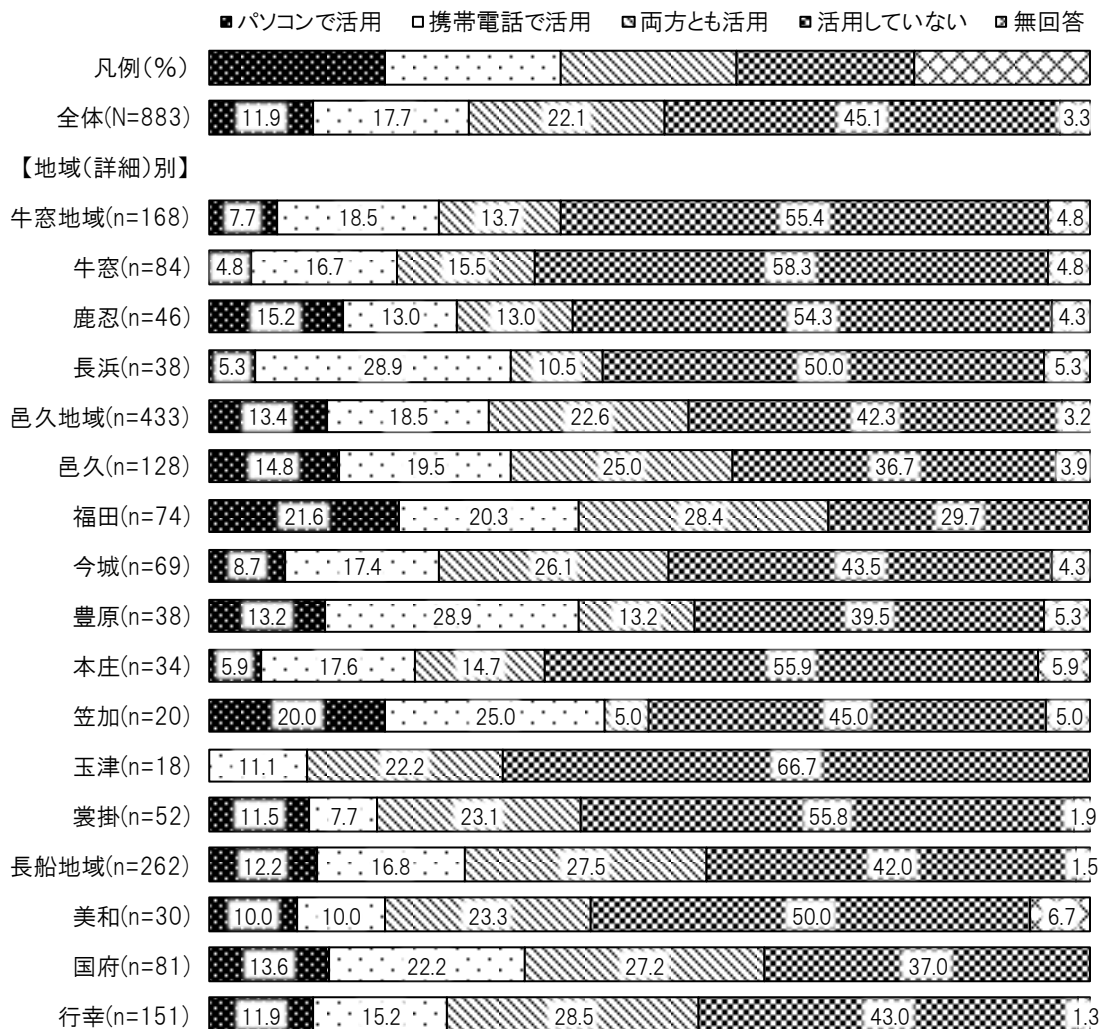 パソコンで活用 携帯電話で活用 両方とも活用 活用していない 無回答
凡例(%)
全体(N=883) 11.9 17.7 22.1 45.1 3.3
【地域(詳細)別】
牛窓地域(n=168) 7.7 18.5 13.7 55.4 4.8
牛窓(n=84) 4.8 16.7 15.5 58.3 4.8
鹿忍(n=46) 15.2 13.0 13.0 54.3 4.3
長浜(n=38) 5.3 28.9 10.5 50.0 5.3
邑久地域(n=433) 13.4 18.5 22.6 42.3 3.2
邑久(n=128) 14.8 19.5 25.0 36.7 3.9
福田(n=74) 21.6 20.3 28.4 29.7
今城(n=69) 8.7 17.4 26.1 43.5 4.3
豊原(n=38) 13.2 28.9 13.2 39.5 5.3
本庄(n=34) 5.9 17.6 14.7 55.9 5.9
笠加(n=20) 20.0 25.0 5.0 45.0 5.0
玉津(n=18) 11.1 22.2 66.7
裳掛(n=52) 11.5 7.7 23.1 55.8 1.9
長船地域(n=262) 12.2 16.8 27.5 42.0 1.5
美和(n=30) 10.0 10.0 23.3 50.0 6.7
国府(n=81) 13.6 22.2 27.2 37.0
行幸(n=151) 11.9 15.2 28.5 43.0 1.3